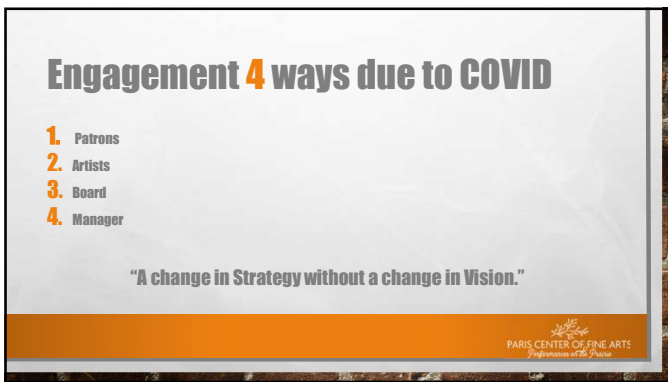 Engagement 4 ways due to COVID
1. Patrons
2. Artists
3. Board
4. Manager
“A change in Strategy without a change in Vision.”
PARIS CENTER OF FINE ARTS
Performances on the Prairie